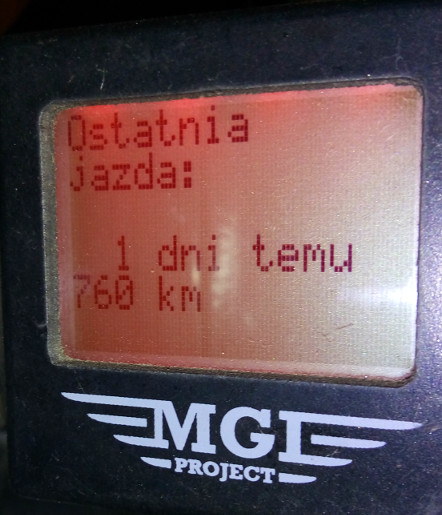 Ostatnia
jazda:
1 dni temu
760 km
MGI
PROJECT